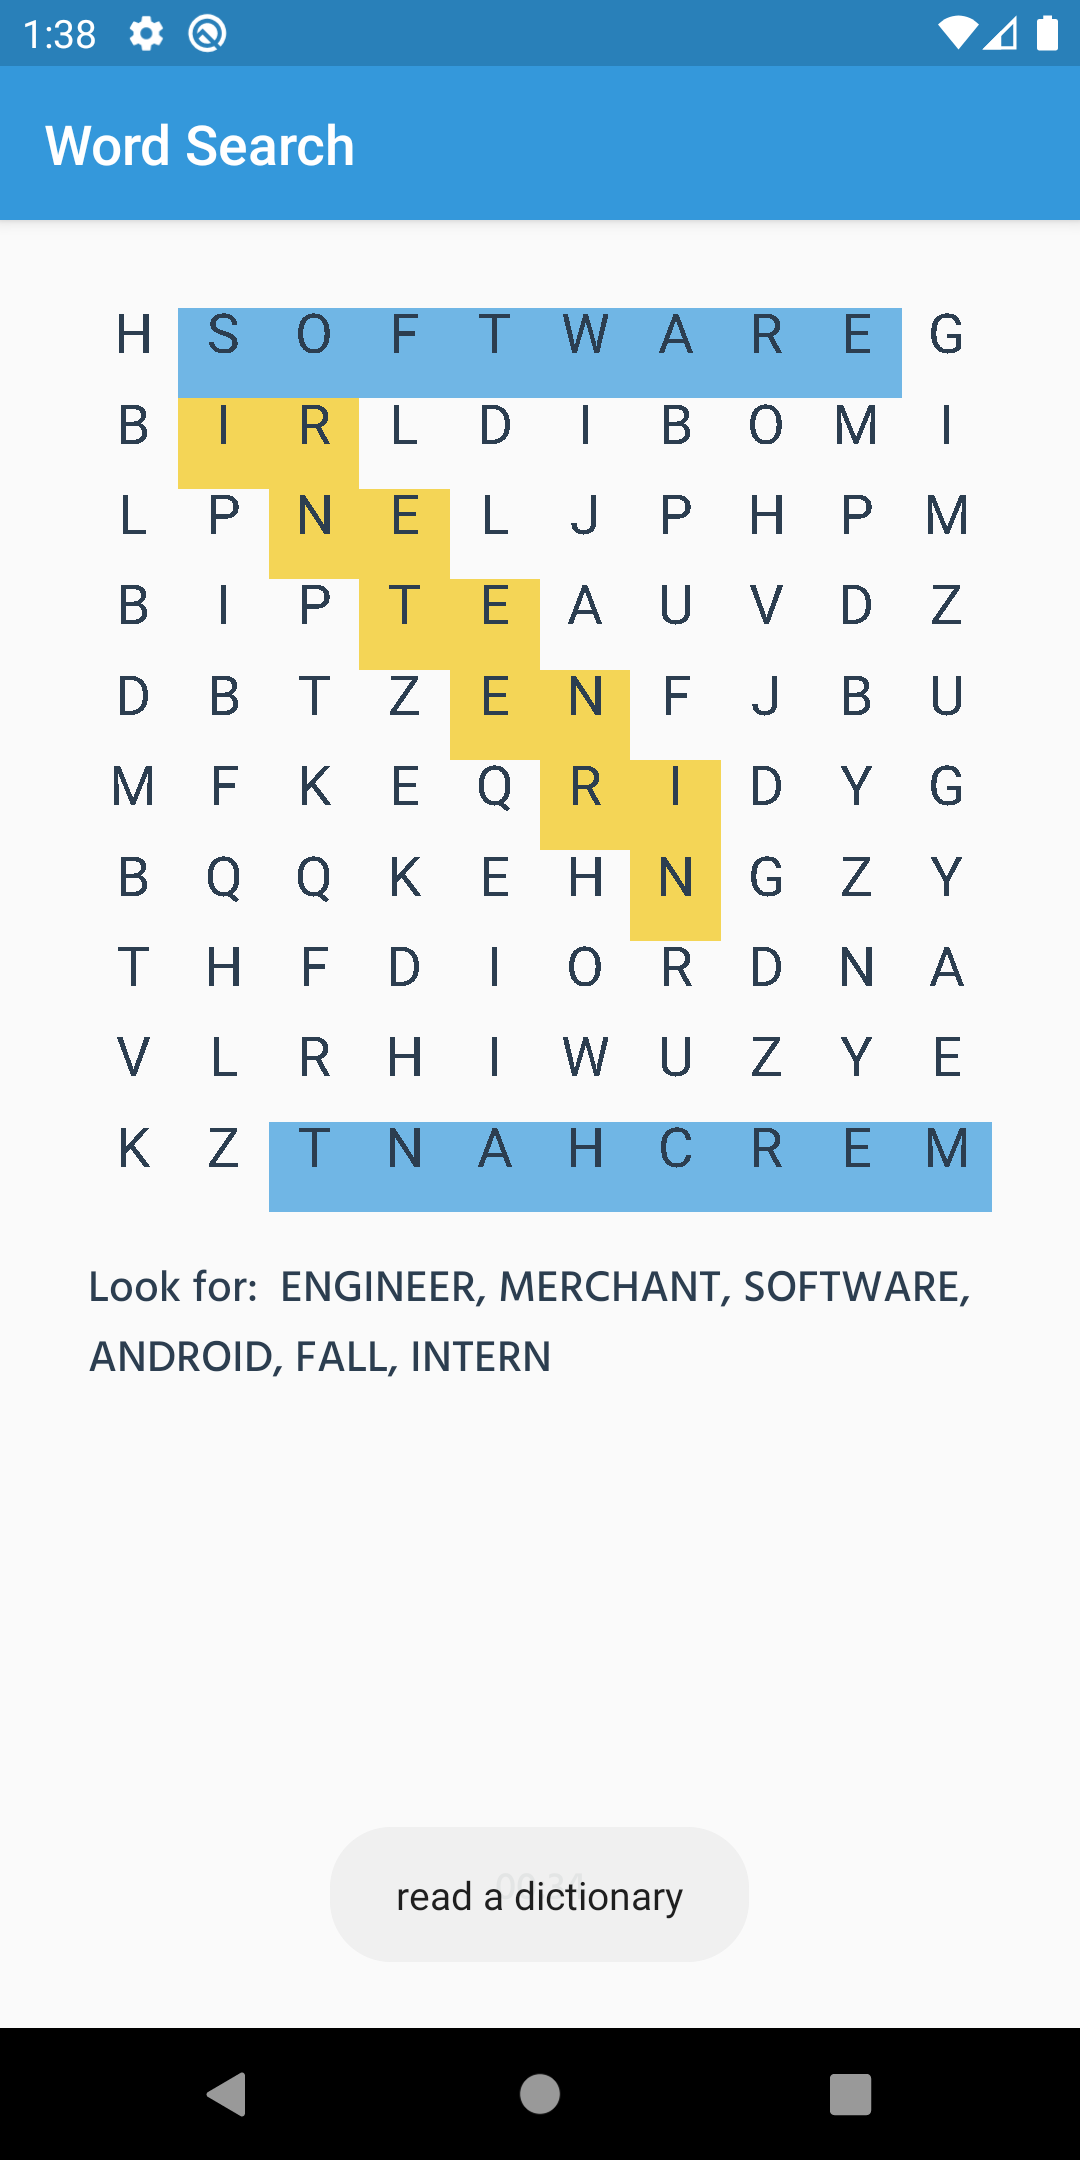 1:38
Word Search
H S O F T W A R E G
B I R L D I B O M I
L P N E L J P H P M
B I P T E A U V D Z
D B T Z E N F J B U
M F K E Q R I D Y G
B Q Q K E H N G Z Y
T H F D I O R D N A
V L R H I W U Z Y E
K Z T N A H C R E M
Look for: ENGINEER, MERCHANT, SOFTWARE,
ANDROID, FALL, INTERN
read a dictionary